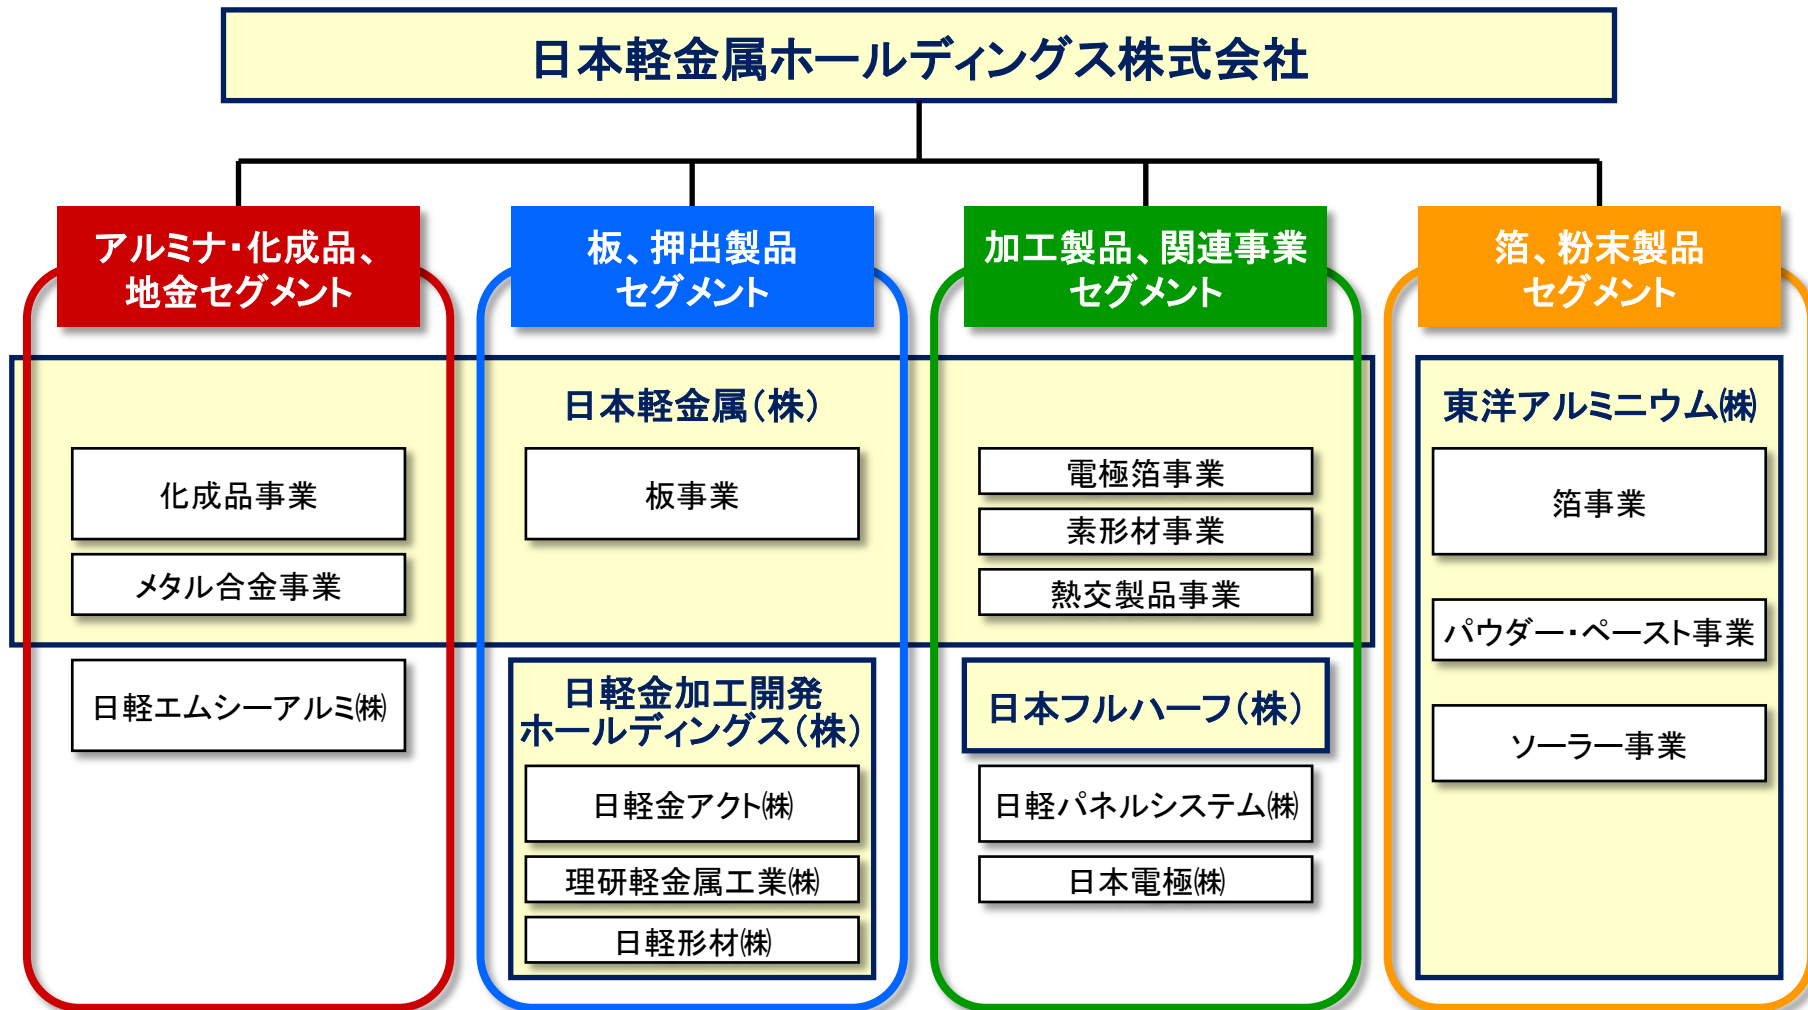 日本軽金属ホールディングス株式会社
アルミナ・化成品、
地金セグメント
板、押出製品
セグメント
加工製品、関連事業
セグメント
箔、粉末製品
セグメント
日本軽金属（株）
化成品事業
メタル合金事業
板事業
電極箔事業
素形材事業
熱交製品事業
日軽エムシーアルミ㈱
日軽金加工開発
ホールディングス（株）
日軽金アクト㈱
理研軽金属工業㈱
日軽形材㈱
日本フルハーフ（株）
日軽パネルシステム㈱
日本電極㈱
東洋アルミニウム㈱
箔事業
パウダー・ペースト事業
ソーラー事業